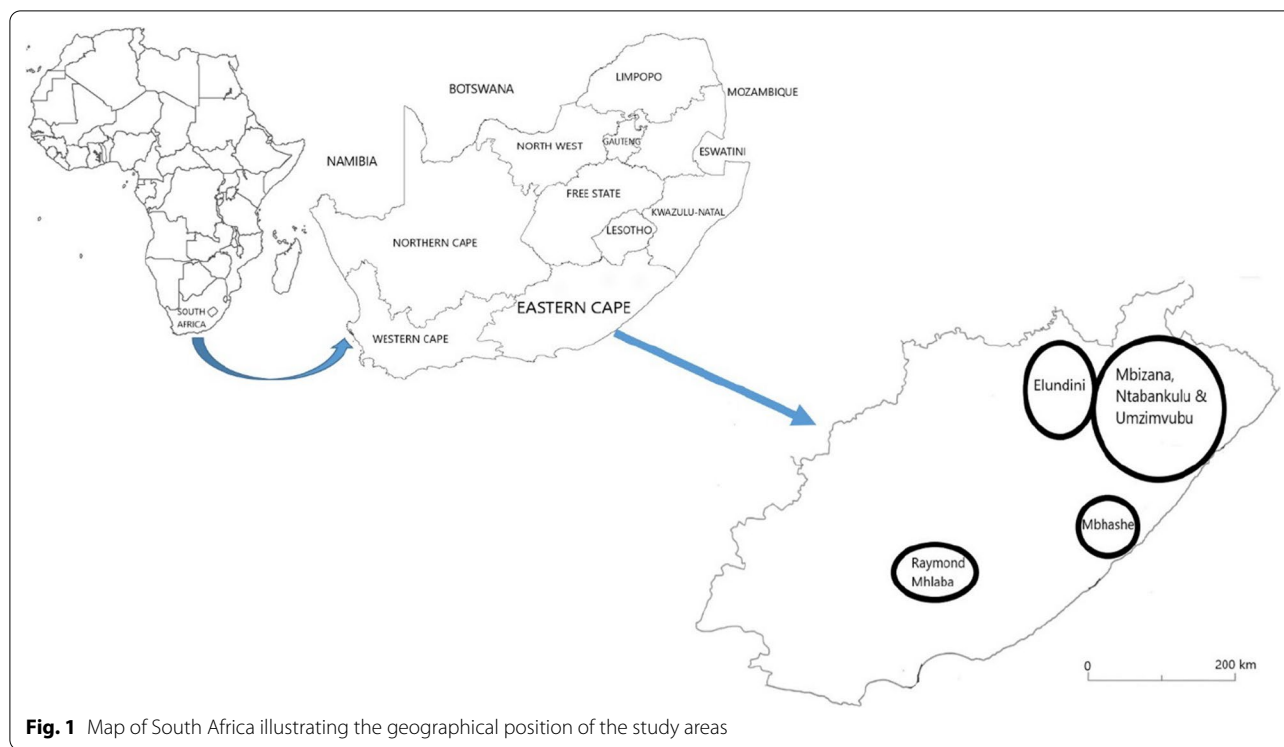 LIMPOPO
BOTSWANA
MOZAMBIQUE
NORTH WEST
GAUTENG
ESWATINI
NAMIBIA
FREE STATE
KWAZULU-NATAL
LESOTHO
NORTHERN CAPE
SOUTH
AFRICA
EASTERN CAPE
WESTERN CAPE
Elundini
Mbizana,
Ntabankulu &
Umzimvubu
Mbhashe
Raymond
Mhlaba
0 200 km
Fig. 1 Map of South Africa illustrating the geographical position of the study areas